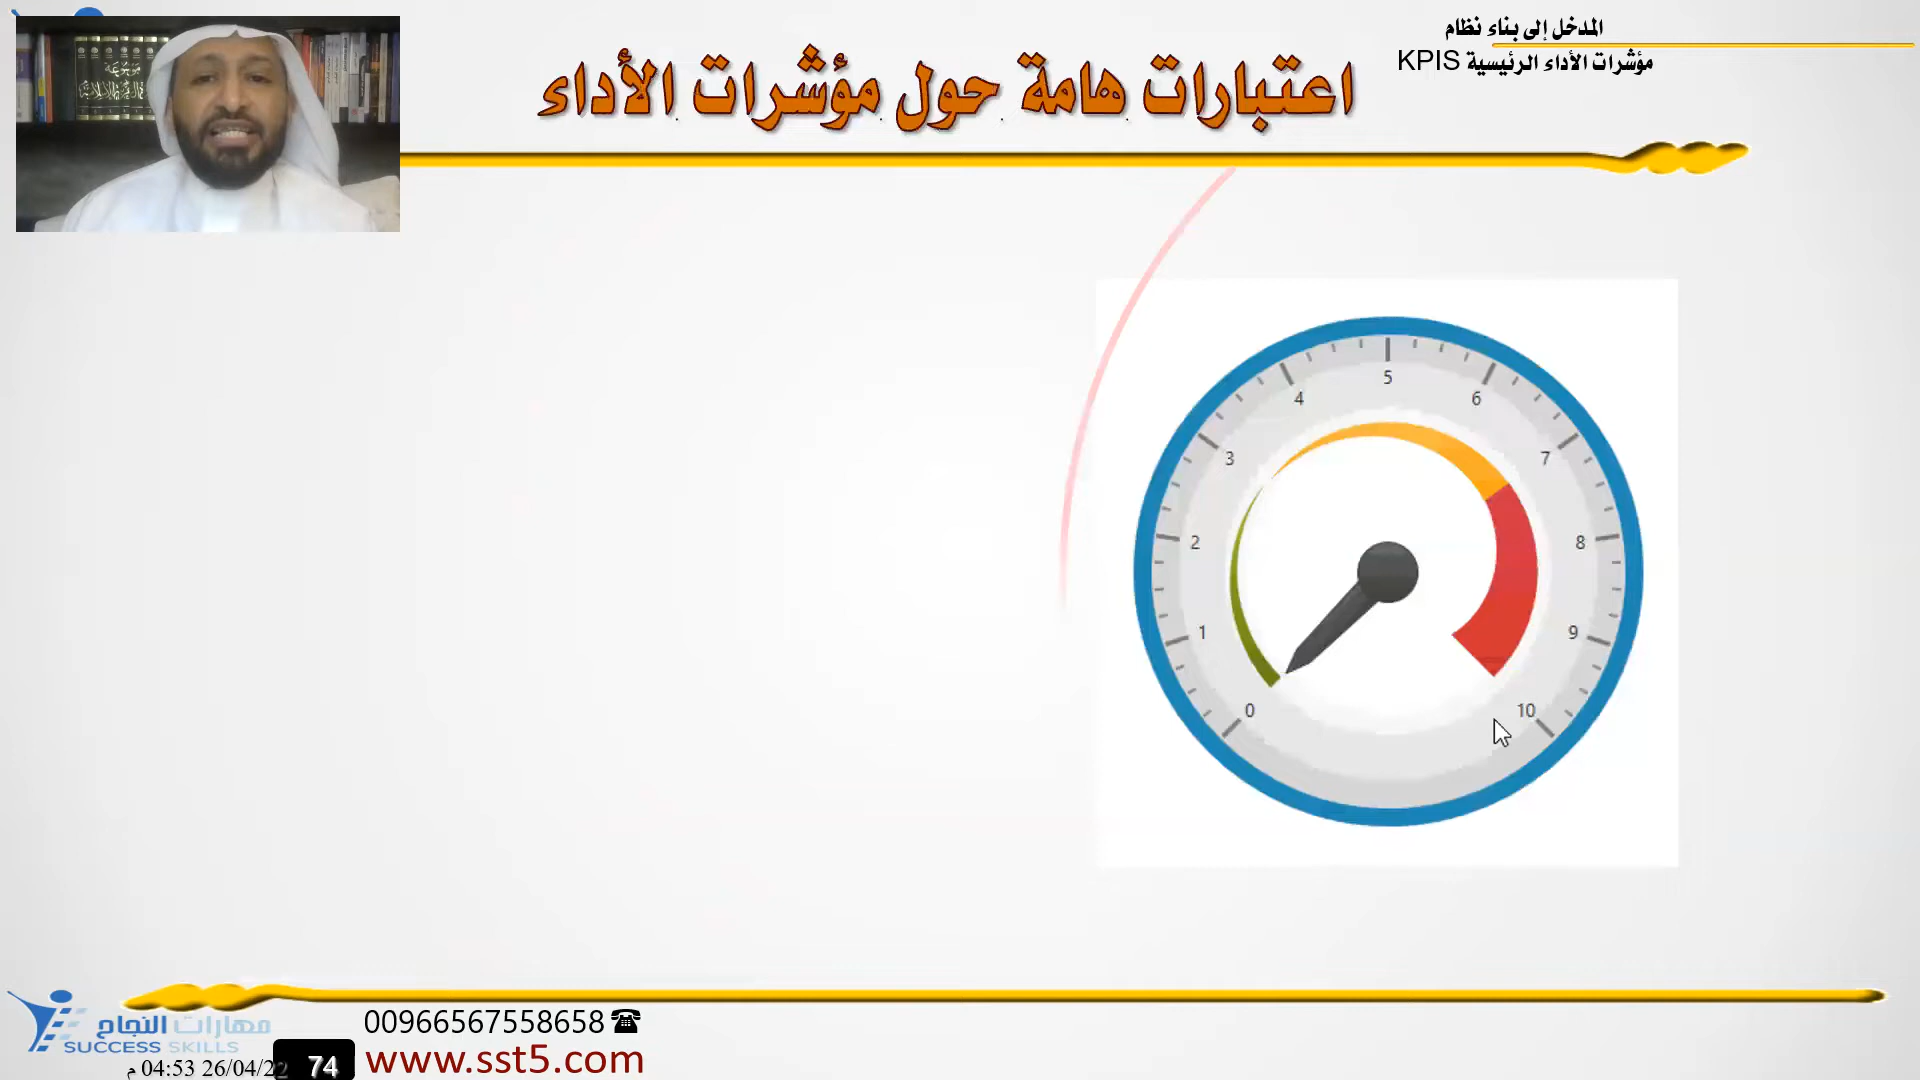 المدخل إلى بناء نظام
مؤشرات الأداء الرئيسية KPIS
اعتبارات هامة حول مؤشرات الأداء
موسوعة
0
1
2
3
4
5
6
7
8
9
10
مهارات النجاح
SUCCESS SKILLS
00966567558658
www.sst5.com
04:53 26/04/22 م
74